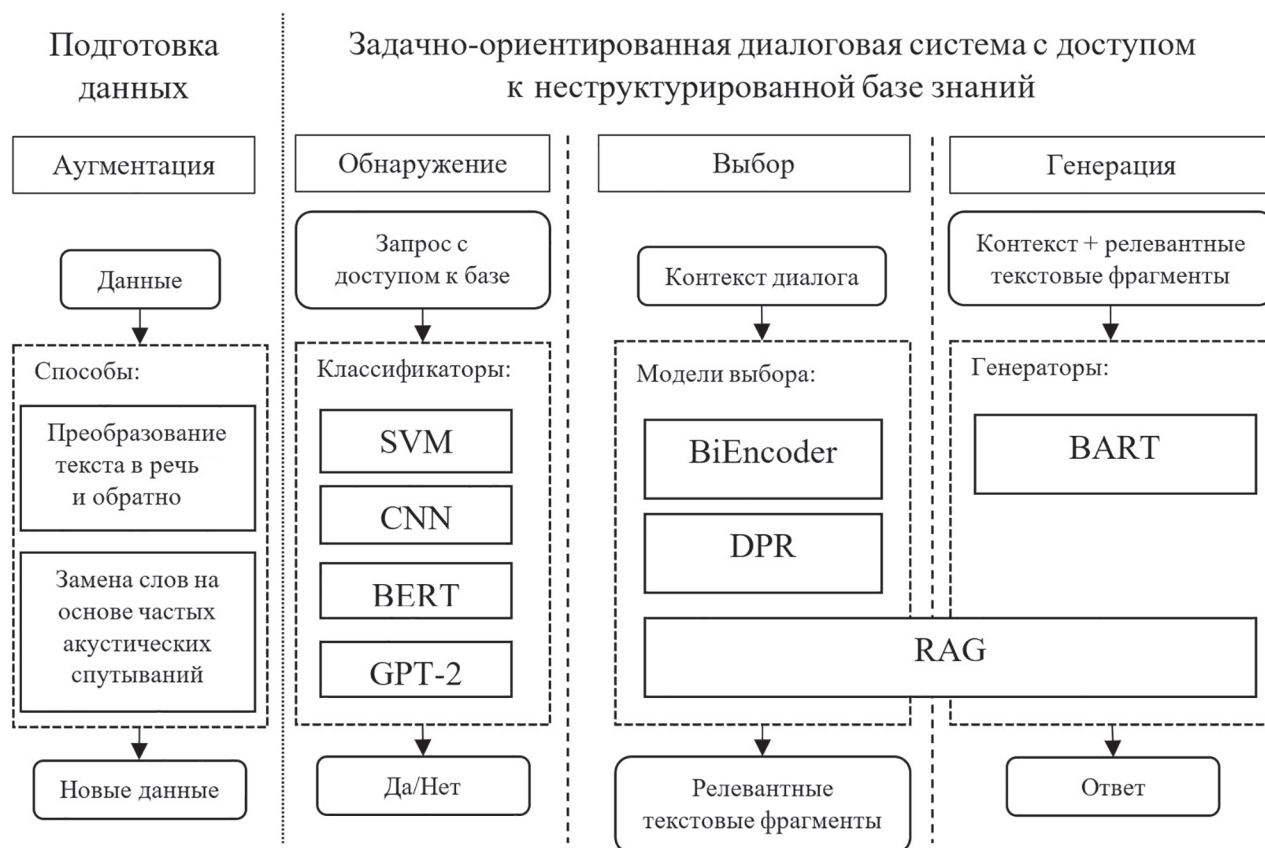 Подготовка
данных
Задачно-ориентированная диалоговая система с доступом
к неструктурированной базе знаний
Аугментация
Данные
Способы:
Преобразование
текста в речь
и обратно
Замена слов на
основе частых
акустических
спутываний
Новые данные
Обнаружение
Запрос с
доступом к базе
Классификаторы:
SVM
CNN
BERT
GPT-2
Да/Нет
Выбор
Контекст диалога
Модели выбора:
BiEncoder
DPR
RAG
Релевантные
текстовые фрагменты
Генерация
Контекст + релевантные
текстовые фрагменты
Генераторы:
BART
Ответ